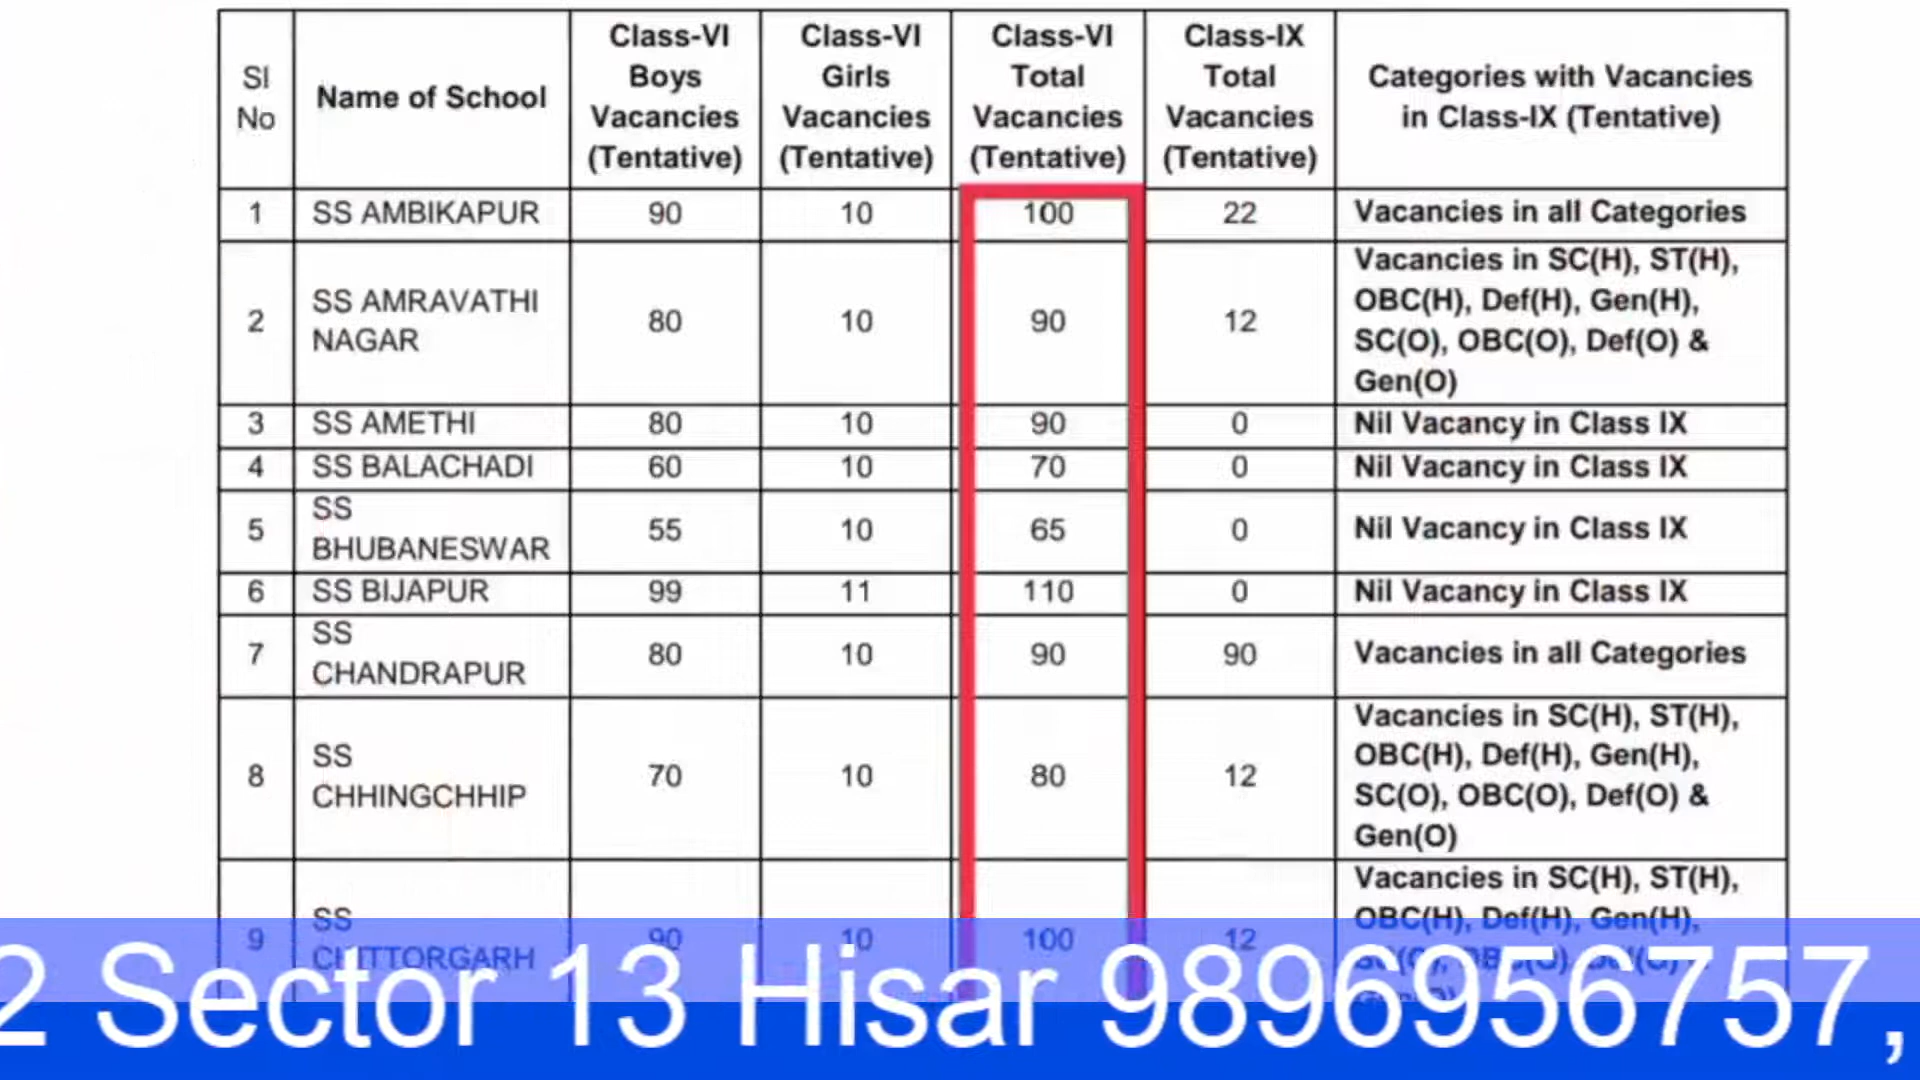 Sl No
Name of School
Class-VI Boys Vacancies (Tentative)
Class-VI Girls Vacancies (Tentative)
Class-VI Total Vacancies (Tentative)
Class-IX Total Vacancies (Tentative)
Categories with Vacancies in Class-IX (Tentative)
1 SS AMBIKAPUR 90 10 100 22 Vacancies in all Categories
2 SS AMRAVATHI NAGAR 80 10 90 12 Vacancies in SC(H), ST(H), OBC(H), Def(H), Gen(H), SC(O), OBC(O), Def(O) & Gen(O)
3 SS AMETHI 80 10 90 0 Nil Vacancy in Class IX
4 SS BALACHADI 60 10 70 0 Nil Vacancy in Class IX
5 SS BHUBANESWAR 55 10 65 0 Nil Vacancy in Class IX
6 SS BIJAPUR 99 11 110 0 Nil Vacancy in Class IX
7 SS CHANDRAPUR 80 10 90 90 Vacancies in all Categories
8 SS CHHINGCHHIP 70 10 80 12 Vacancies in SC(H), ST(H), OBC(H), Def(H), Gen(H), SC(O), OBC(O), Def(O) & Gen(O)
9 SS CHITTORGARH 90 10 100 12 Vacancies in SC(H), ST(H), OBC(H), Def(H), Gen(H),
2 Sector 13 Hisar 9896956757,